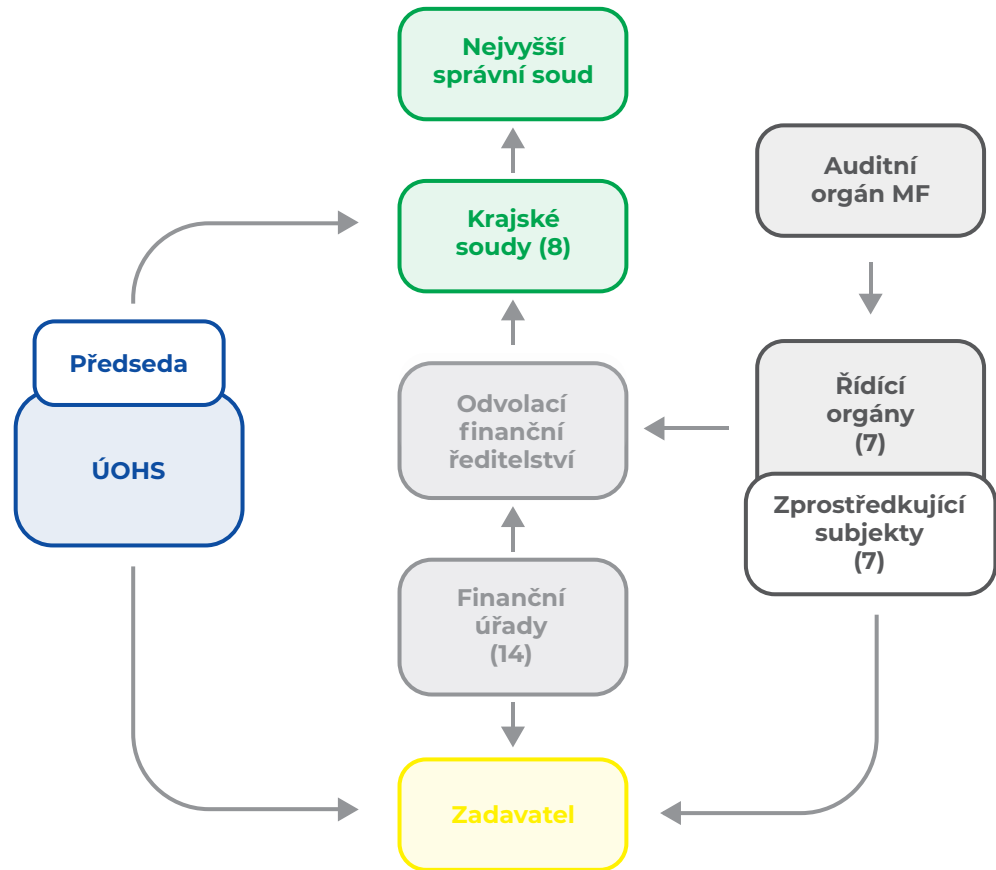 Nejvyšší
správní soud
Auditní
orgán MF
Krajské
soudy (8)
Předseda
ÚOHS
Odvolací
finanční
ředitelství
Řídící
orgány
(7)
Zprostředkující
subjekty
(7)
Finanční
úřady
(14)
Zadavatel